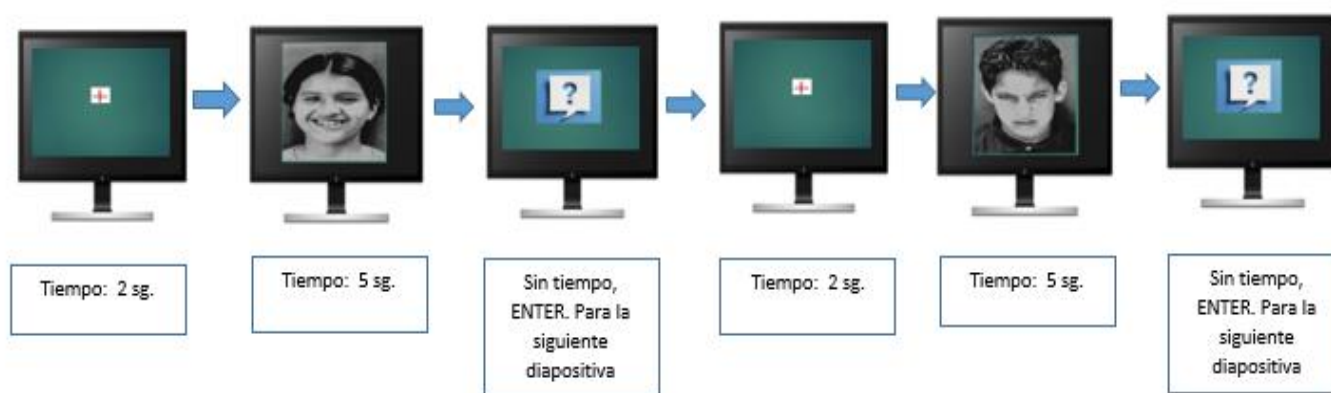 ?
?
Tiempo: 2 sg.
Tiempo: 5 sg.
Sin tiempo,
ENTER. Para la
siguiente
diapositiva
Tiempo: 2 sg.
Tiempo: 5 sg.
Sin tiempo,
ENTER. Para la
siguiente
diapositiva